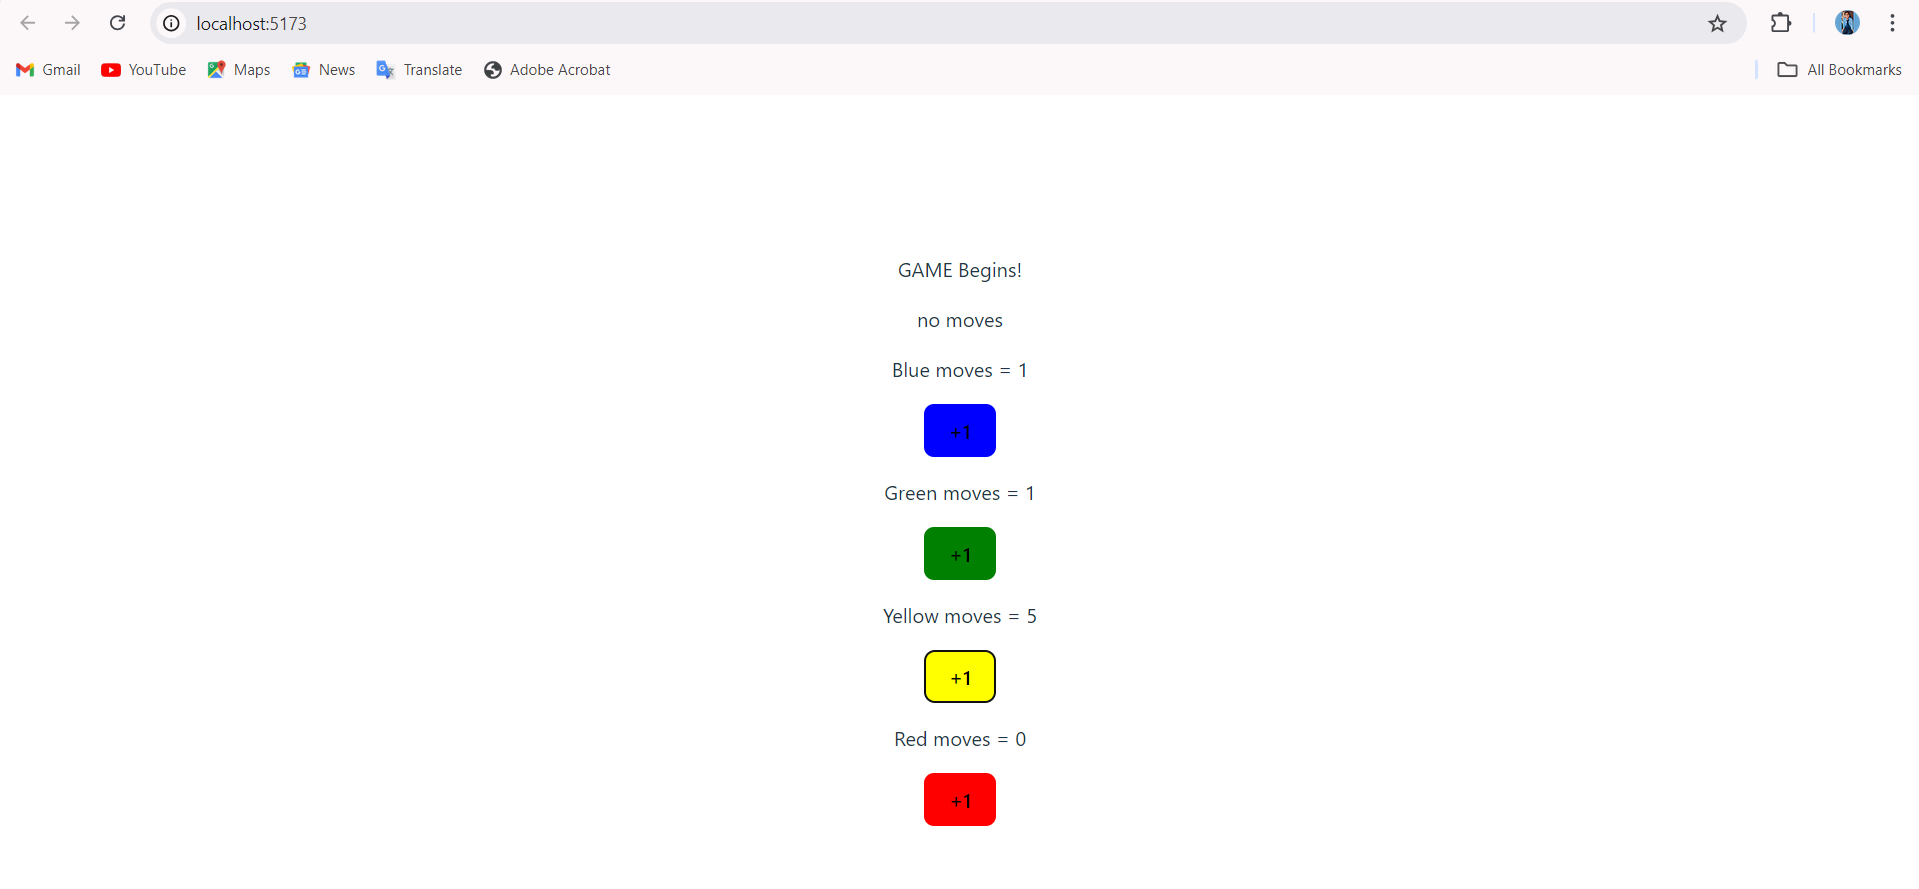 localhost:5173
Gmail YouTube Maps News Translate Adobe Acrobat All Bookmarks
GAME Begins!
no moves
Blue moves = 1
+1
Green moves = 1
+1
Yellow moves = 5
+1
Red moves = 0
+1